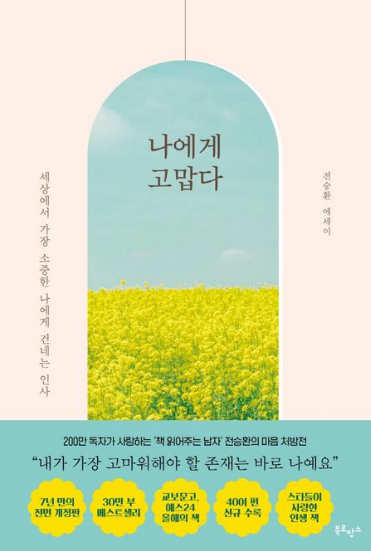 나에게
고맙다
전승환 에세이
세상에서 가장 소중한 나에게 건네는 인사
200만 독자가 사랑하는 '책 읽어주는 남자' 전승환의 마음 처방전
“내가 가장 고마워해야 할 존재는 바로 나예요”
7년 만의
전면 개정판
30만 부
베스트셀러
교보문고,
예스24
올해의 책
40여 편
신규 수록
스타들이
사랑한
인생 책
북로망스